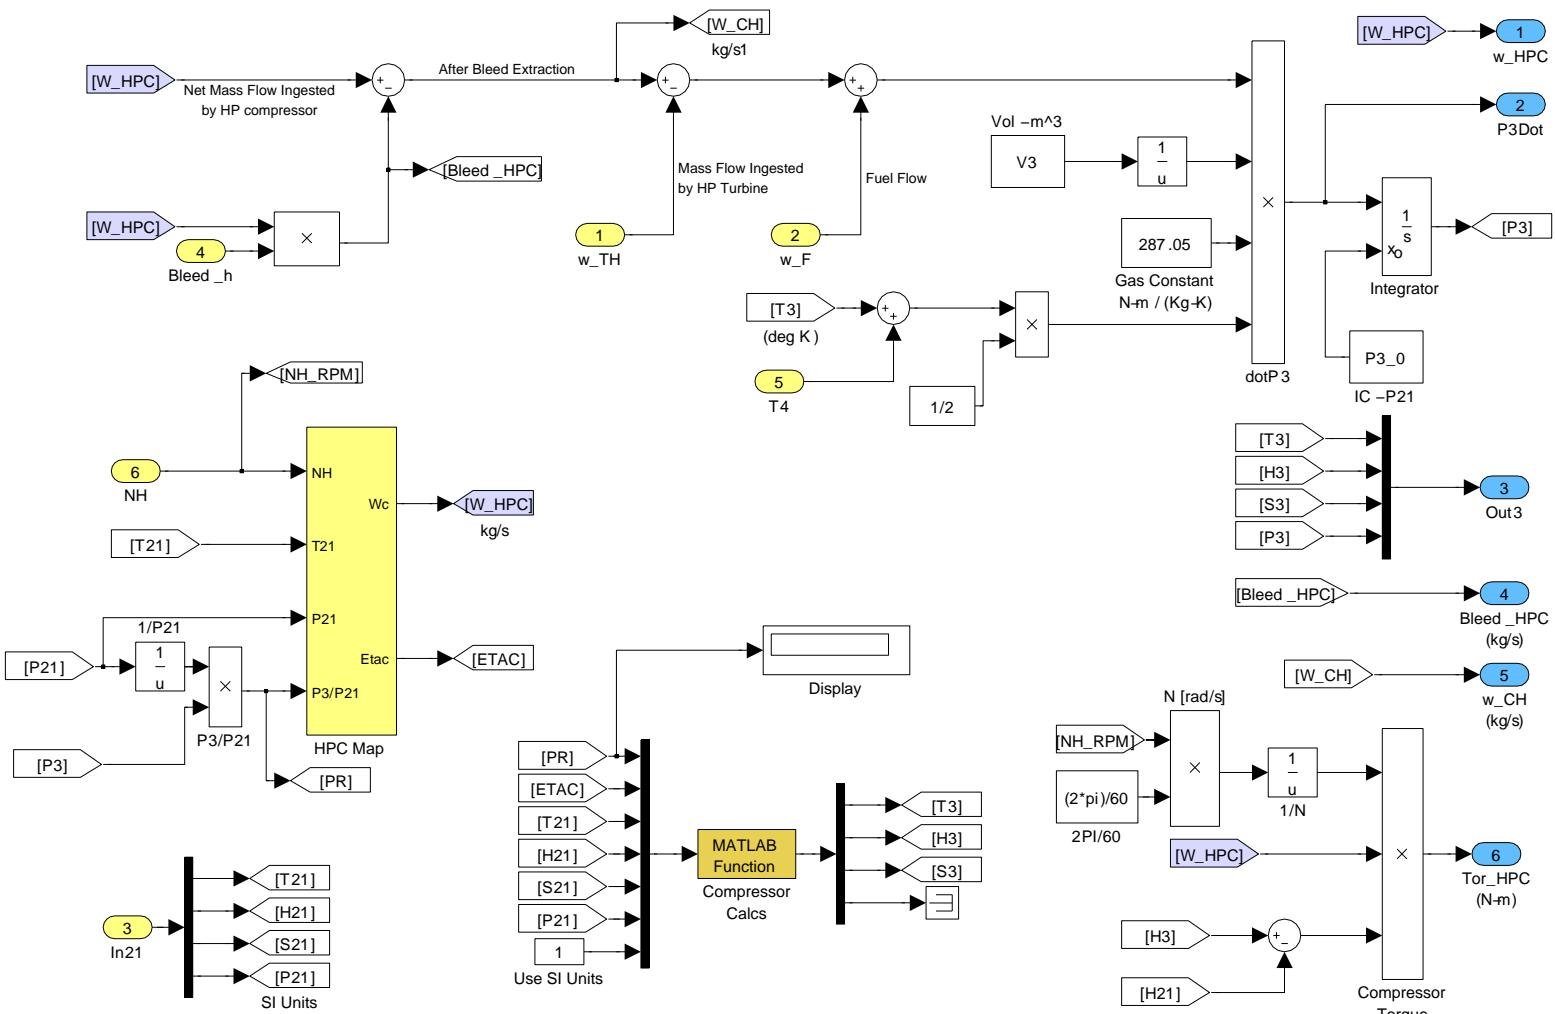 [W_HPC]
Net Mass Flow Ingested
by HP compressor
+
−
After Bleed Extraction
[W_CH]
kg/s1
+
−
+
+
[W_HPC]
1
w_HPC
2
P3Dot
[Bleed _HPC]
Mass Flow Ingested
by HP Turbine
Fuel Flow
Vol −m^3
V3
1
u
×
[W_HPC]
4
Bleed _h
×
1
w_TH
2
w_F
287.05
Gas Constant
N-m / (Kg-K)
1
s
xo
Integrator
[P3]
[T3]
(deg K )
+
+
×
5
T4
1/2
dotP 3
P3_0
IC −P21
[NH_RPM]
6
NH
[T21]
NH
T21
P21
P3/P21
Wc
Etac
HPC Map
[W_HPC]
kg/s
[ETAC]
1/P21
[P21]
1
u
×
P3/P21
[P3]
[PR]
[T3]
[H3]
[S3]
[P3]
3
Out3
[Bleed _HPC]
4
Bleed _HPC
(kg/s)
[W_CH]
5
w_CH
(kg/s)
Display
[PR]
[ETAC]
[T21]
[H21]
[S21]
[P21]
1
Use SI Units
MATLAB
Function
Compressor
Calcs
[T3]
[H3]
[S3]
N [rad/s]
[NH_RPM]
(2*pi)/60
2PI/60
×
1
u
1/N
[W_HPC]
×
6
Tor_HPC
(N-m)
[H3]
+
−
[H21]
Compressor
Torque
3
In21
[T21]
[H21]
[S21]
[P21]
SI Units